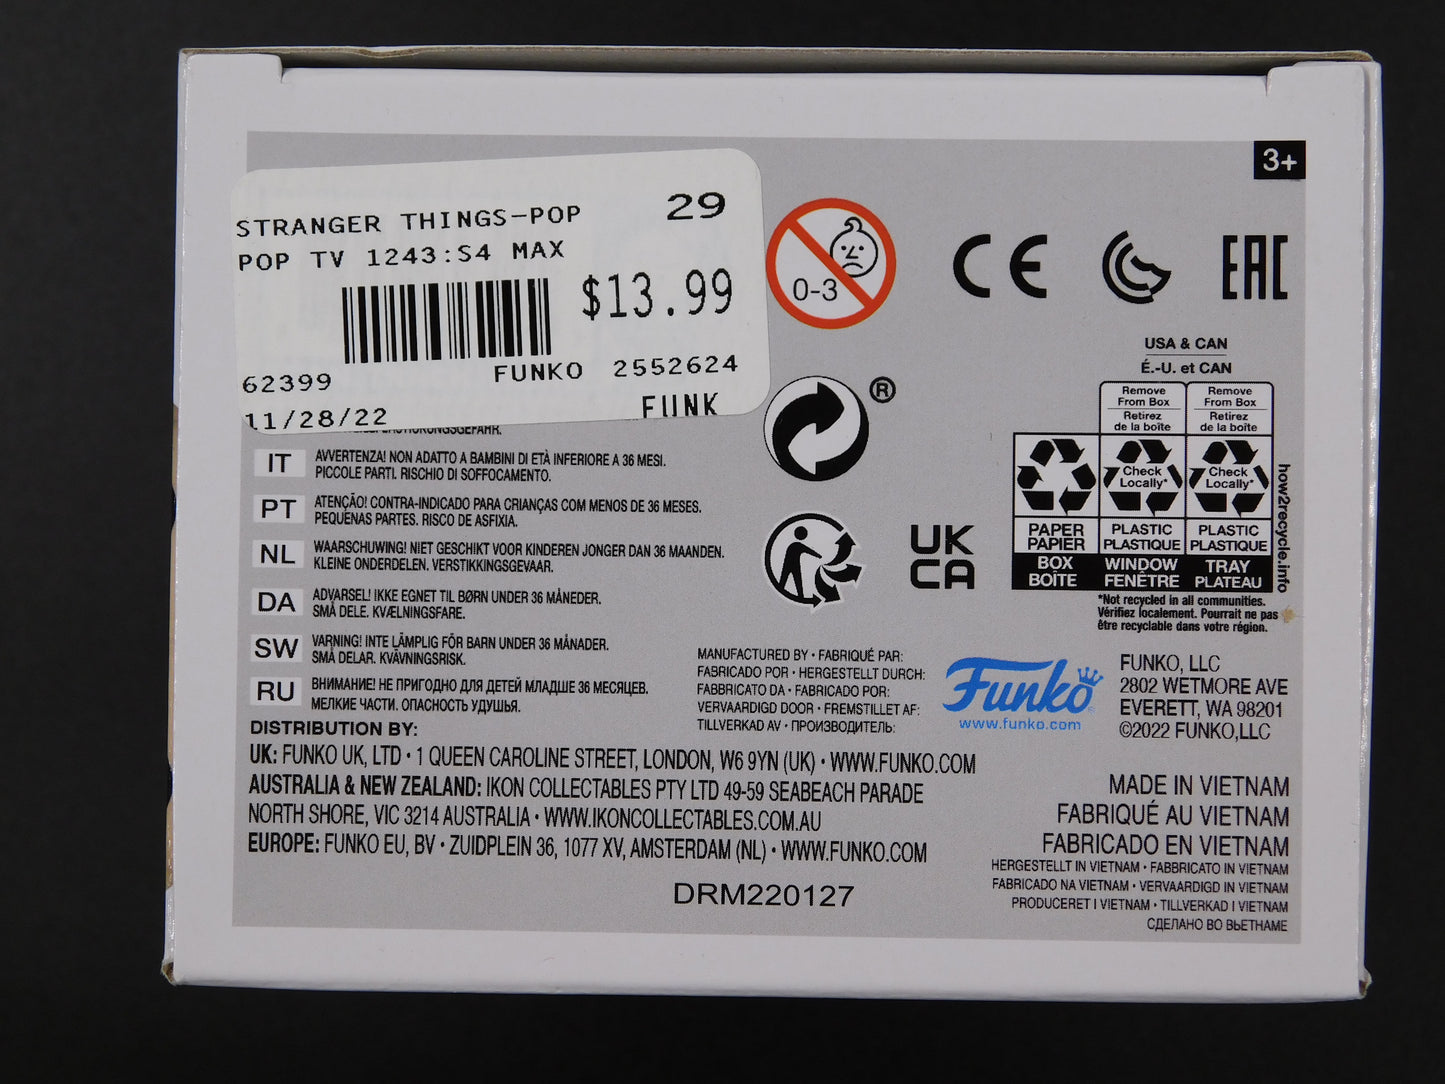 STRANGER THINGS-POP 29
POP TV 1243:S4 MAX
$13.99
62399 FUNKO 2552624
11/28/22 FUNK
3+
0-3
CE
EAC
®
USA & CAN
É.-U. et CAN
Remove From Box
Retirez de la boîte
Remove From Box
Retirez de la boîte
Check Locally*
Check Locally*
PAPER PAPIER
PLASTIC PLASTIQUE
PLASTIC PLASTIQUE
BOX BOÎTE
WINDOW FENÊTRE
TRAY PLATEAU
how2recycle.info
*Not recycled in all communities.
Vérifiez localement. Pourrait ne pas
être recyclable dans votre région.
UK
CA
IT AVVERTENZA! NON ADATTO A BAMBINI DI ETÀ INFERIORE A 36 MESI.
PICCOLE PARTI. RISCHIO DI SOFFOCAMENTO.
PT ATENÇÃO! CONTRA-INDICADO PARA CRIANÇAS COM MENOS DE 36 MESES.
PEQUENAS PARTES. RISCO DE ASFIXIA.
NL WAARSCHUWING! NIET GESCHIKT VOOR KINDEREN JONGER DAN 36 MAANDEN.
KLEINE ONDERDELEN. VERSTIKKINGSGEVAAR.
DA ADVARSEL! IKKE EGNET TIL BØRN UNDER 36 MÅNEDER.
SMÅ DELE. KVÆLNINGSFARE.
SW VARNING! INTE LÄMPLIG FÖR BARN UNDER 36 MÅNADER.
SMÅ DELAR. KVÄVNINGSRISK.
RU ВНИМАНИЕ! НЕ ПРИГОДНО ДЛЯ ДЕТЕЙ МЛАДШЕ 36 МЕСЯЦЕВ.
МЕЛКИЕ ЧАСТИ. ОПАСНОСТЬ УДУШЬЯ.
MANUFACTURED BY • FABRIQUÉ PAR:
FABRICADO POR • HERGESTELLT DURCH:
FABBRICATO DA • FABRICADO POR:
VERVAARDIGD DOOR • FREMSTILLET AF:
TILLVERKAD AV • ПРОИЗВОДИТЕЛЬ:
Funko
www.funko.com
FUNKO, LLC
2802 WETMORE AVE
EVERETT, WA 98201
©2022 FUNKO,LLC
DISTRIBUTION BY:
UK: FUNKO UK, LTD • 1 QUEEN CAROLINE STREET, LONDON, W6 9YN (UK) • WWW.FUNKO.COM
AUSTRALIA & NEW ZEALAND: IKON COLLECTABLES PTY LTD 49-59 SEABEACH PARADE
NORTH SHORE, VIC 3214 AUSTRALIA • WWW.IKONCOLLECTABLES.COM.AU
EUROPE: FUNKO EU, BV • ZUIDPLEIN 36, 1077 XV, AMSTERDAM (NL) • WWW.FUNKO.COM
DRM220127
MADE IN VIETNAM
FABRIQUÉ AU VIETNAM
FABRICADO EN VIETNAM
HERGESTELLT IN VIETNAM • FABBRICATO IN VIETNAM
FABRICADO NA VIETNAM • VERVAARDIGD IN VIETNAM
PRODUCERET I VIETNAM • TILLVERKAD I VIETNAM
СДЕЛАНО ВО ВЬЕТНАМЕ